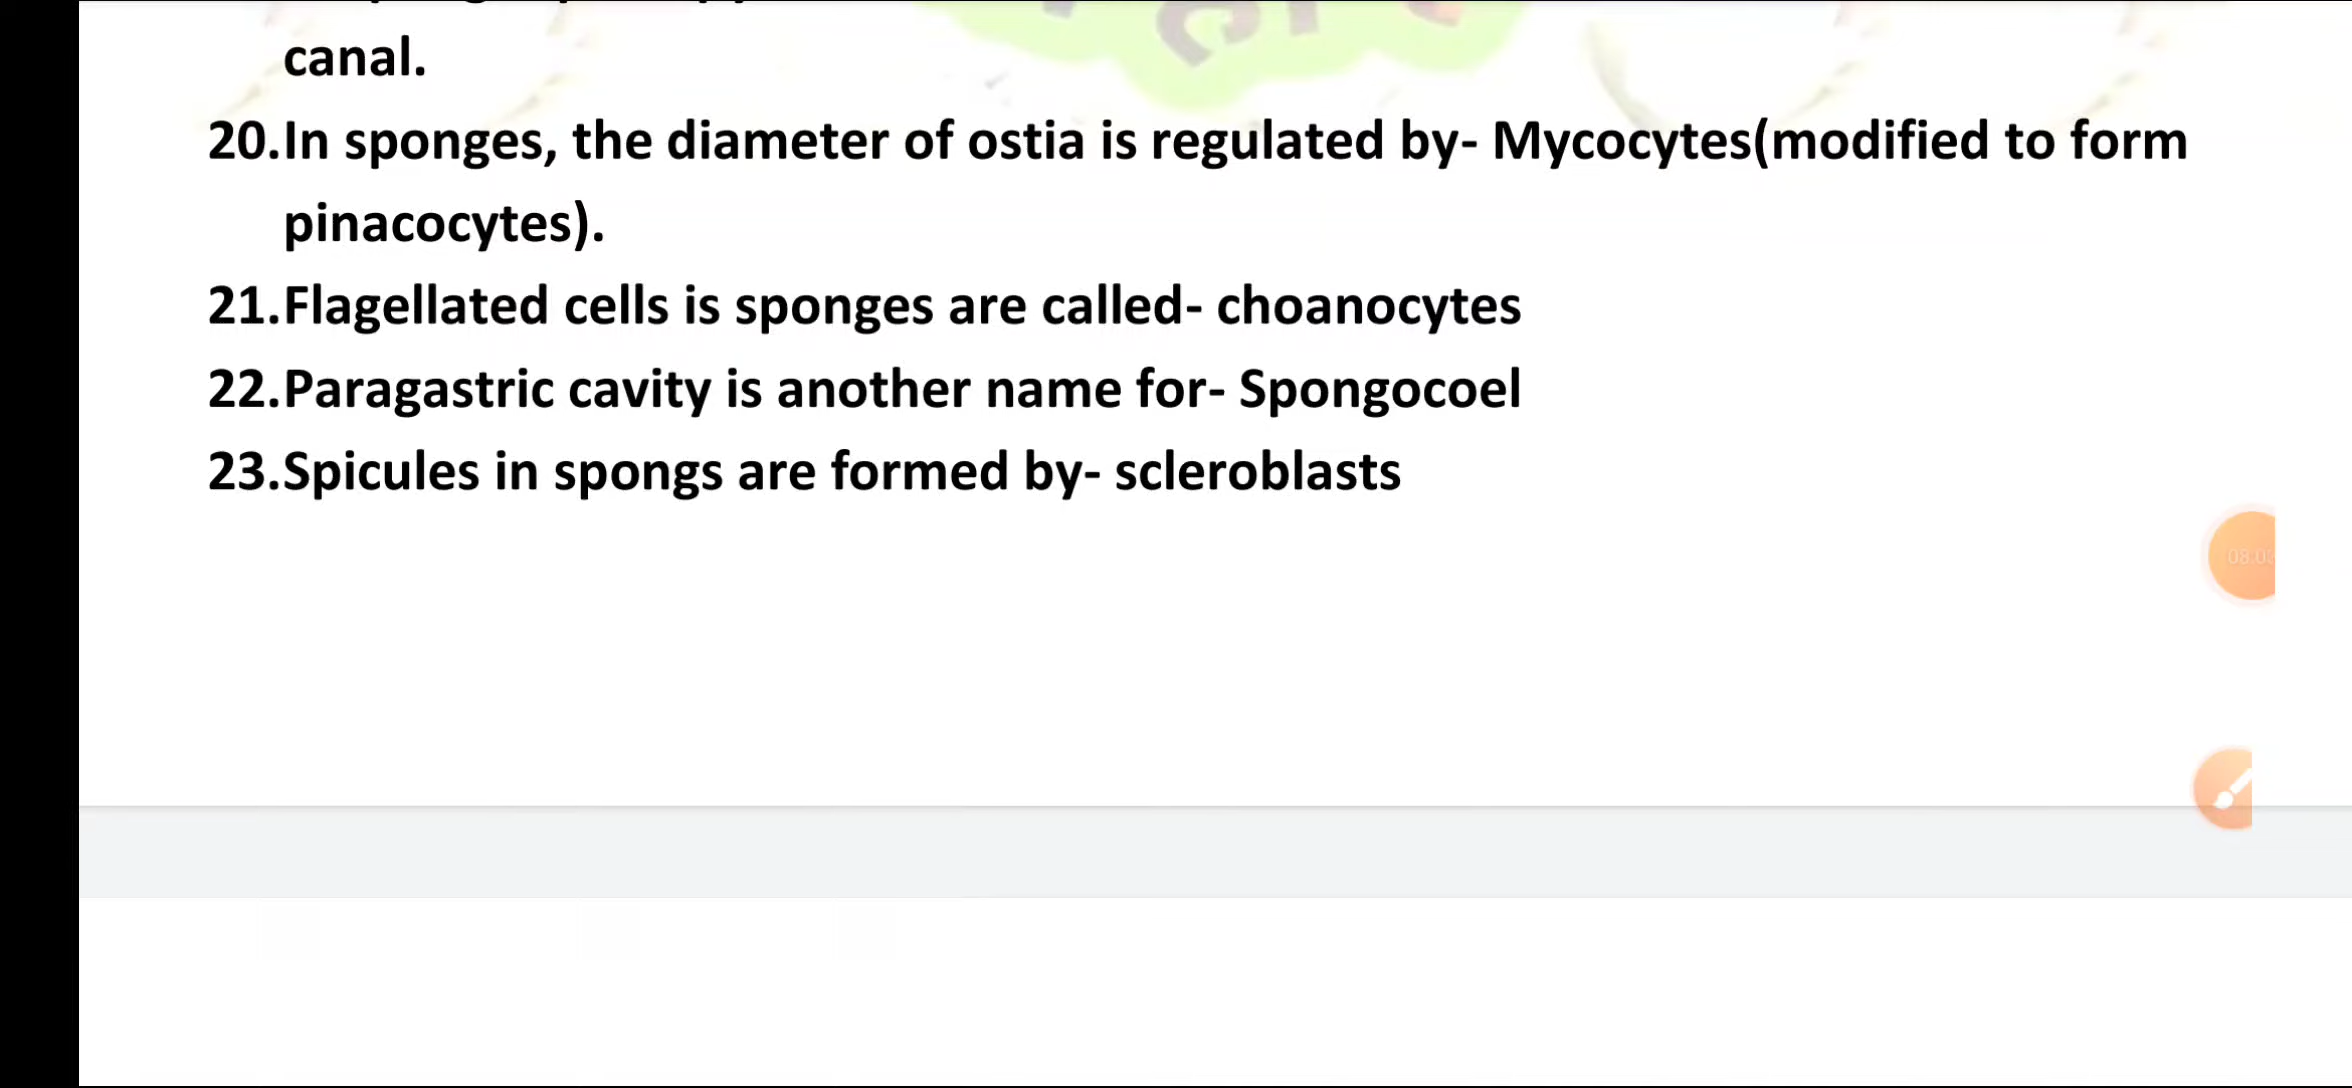 canal.
20.In sponges, the diameter of ostia is regulated by- Mycocytes(modified to form
pinacocytes).
21.Flagellated cells is sponges are called- choanocytes
22.Paragastric cavity is another name for- Spongocoel
23.Spicules in spongs are formed by- scleroblasts